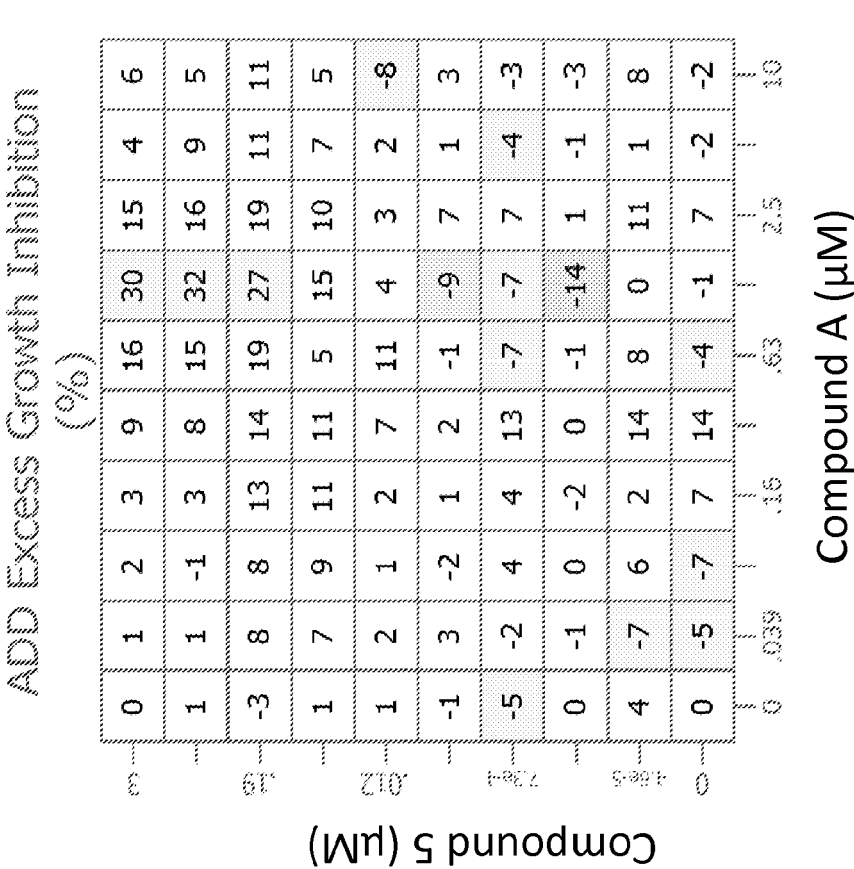 ADD Excess Growth Inhibition
(%)
Compound 5 (µM)
3 0 1 2 3 9 16 30 15 4 6
1 1 -1 3 8 15 32 16 9 5
.19 -3 8 8 13 14 19 27 19 11 11
1 7 9 11 11 5 15 10 7 5
.012 1 2 1 2 7 11 4 3 2 -8
-1 3 -2 1 2 -1 -9 7 1 3
7.3e-4 -5 -2 4 4 13 -7 -7 7 -4 -3
0 -1 0 -2 0 -1 -14 1 -1 -3
4.6e-5 4 -7 6 2 14 8 0 11 1 8
0 0 -5 -7 7 14 -4 -1 7 -2 -2
0 .039 .16 .63 2.5 10
Compound A (µM)